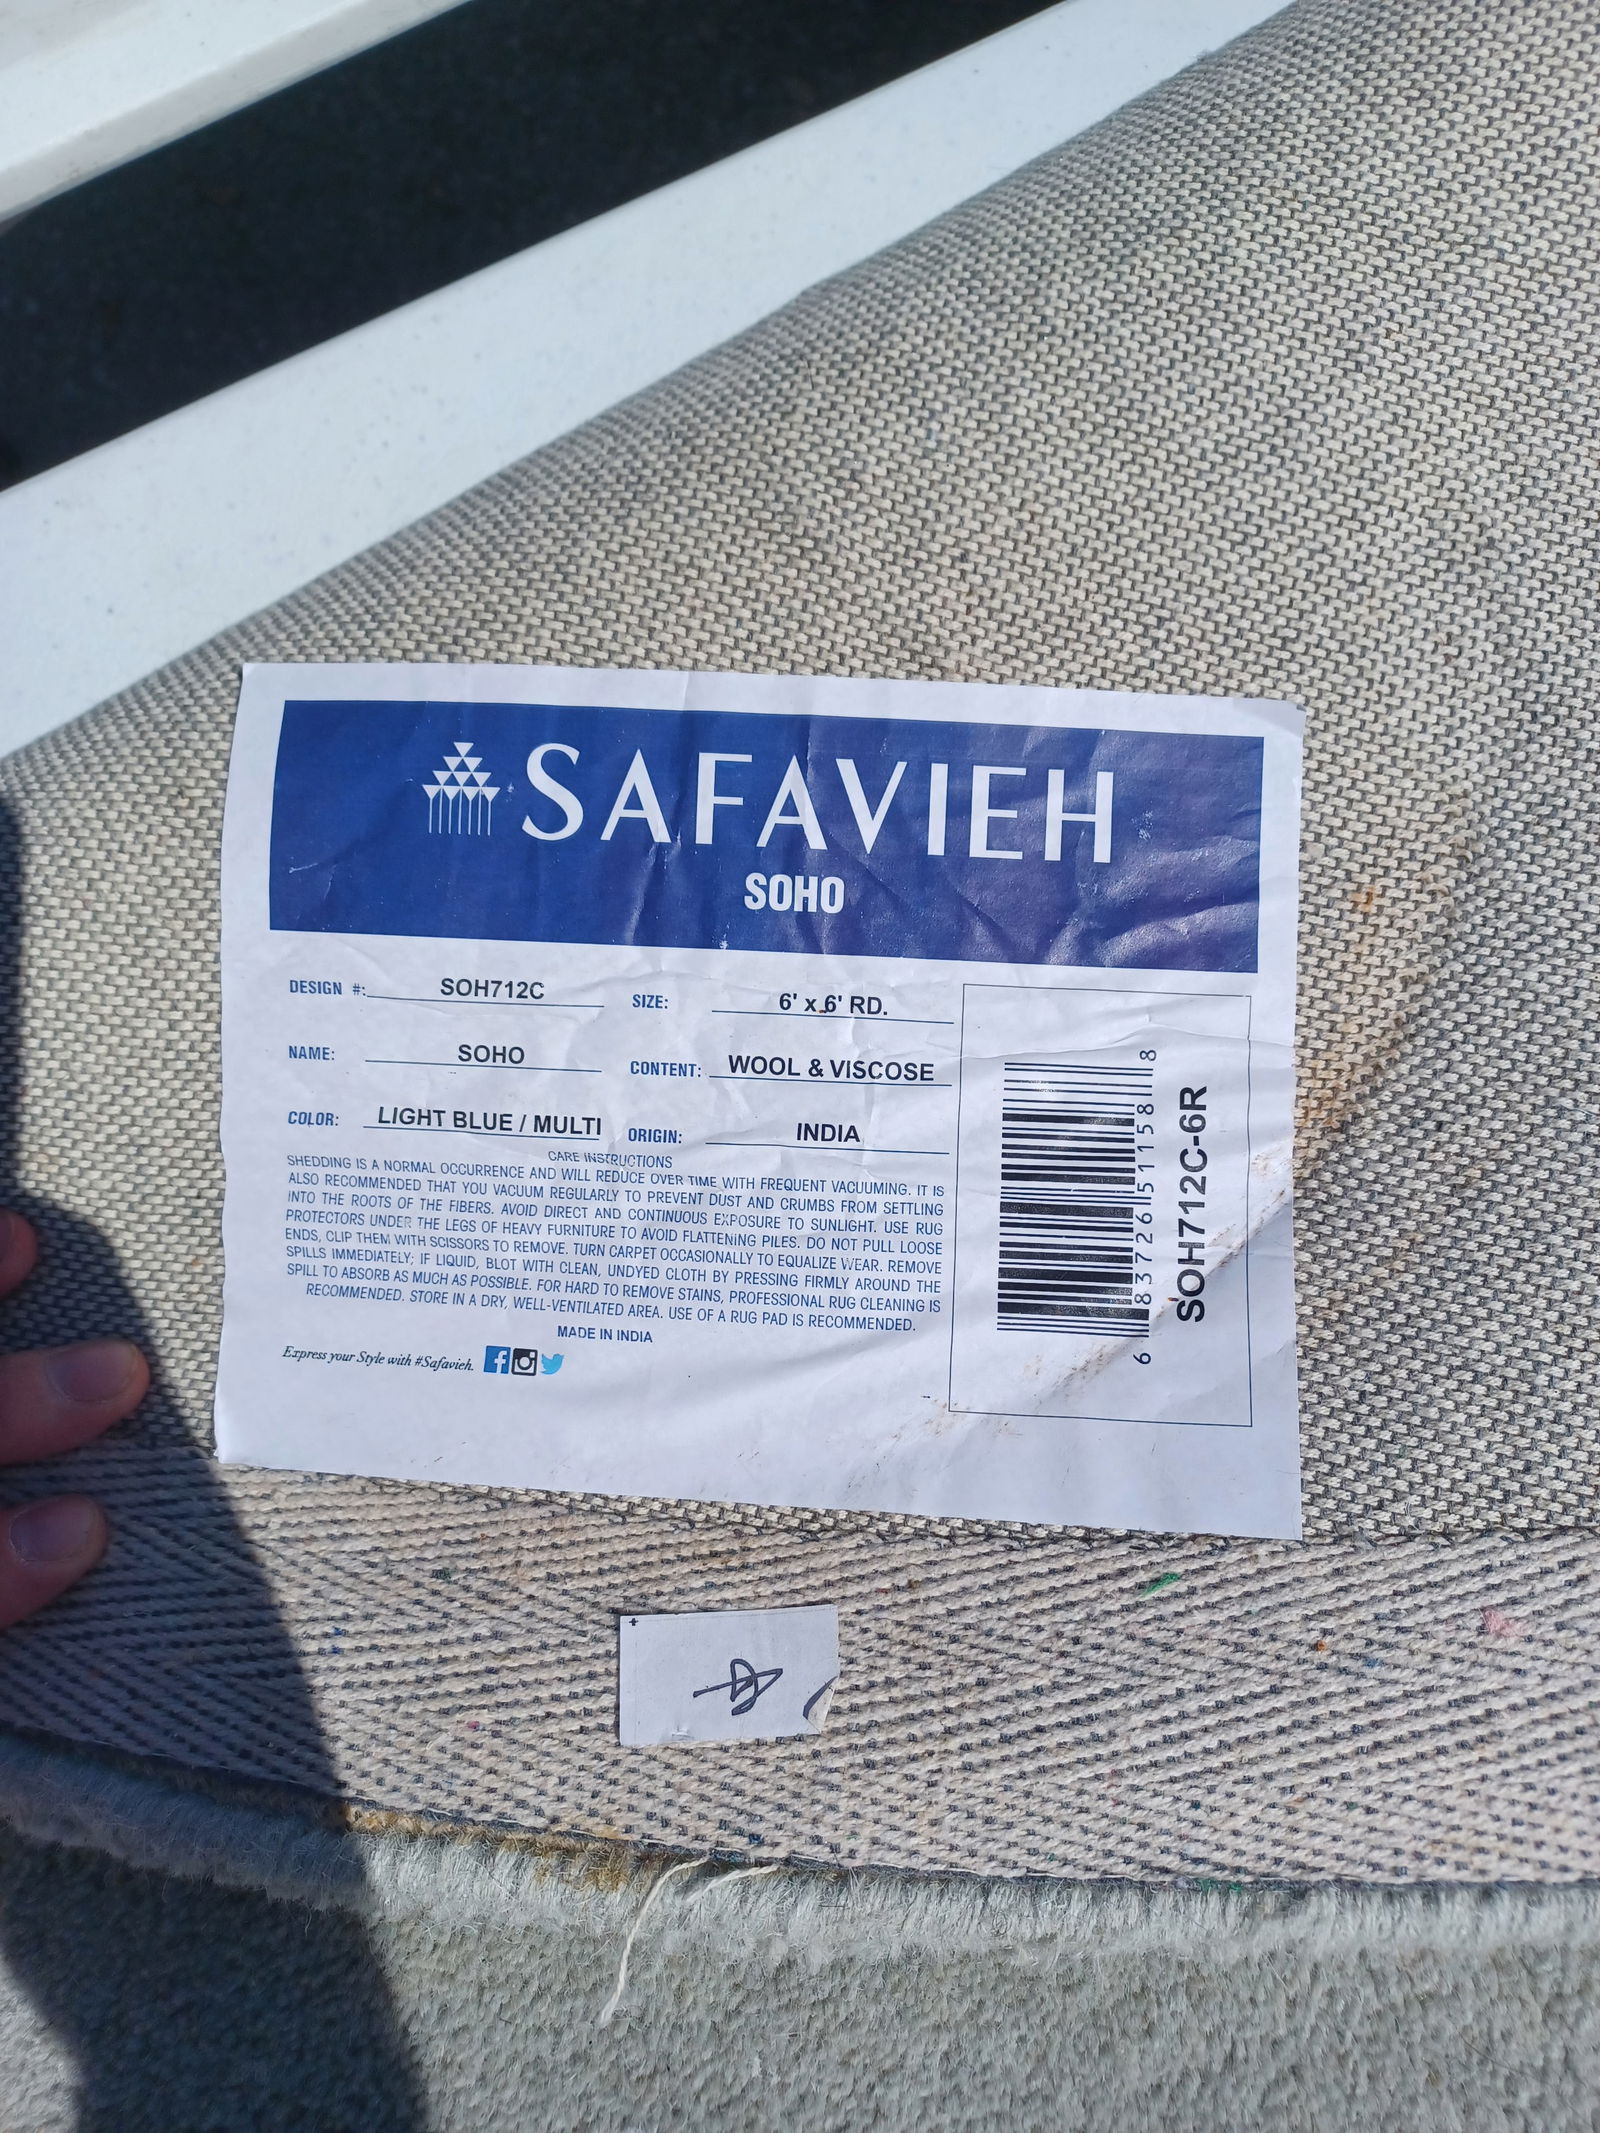 SAFAVIEH
SOHO
DESIGN #: SOH712C
SIZE: 6' x 6' RD.
NAME: SOHO
CONTENT: WOOL & VISCOSE
COLOR: LIGHT BLUE / MULTI
ORIGIN: INDIA
CARE INSTRUCTIONS
SHEDDING IS A NORMAL OCCURRENCE AND WILL REDUCE OVER TIME WITH FREQUENT VACUUMING. IT IS
ALSO RECOMMENDED THAT YOU VACUUM REGULARLY TO PREVENT DUST AND CRUMBS FROM SETTLING
INTO THE ROOTS OF THE FIBERS. AVOID DIRECT AND CONTINUOUS EXPOSURE TO SUNLIGHT. USE RUG
PROTECTORS UNDER THE LEGS OF HEAVY FURNITURE TO AVOID FLATTENING PILES. DO NOT PULL LOOSE
ENDS, CLIP THEM WITH SCISSORS TO REMOVE. TURN CARPET OCCASIONALLY TO EQUALIZE WEAR. REMOVE
SPILLS IMMEDIATELY; IF LIQUID, BLOT WITH CLEAN, UNDYED CLOTH BY PRESSING FIRMLY AROUND THE
SPILL TO ABSORB AS MUCH AS POSSIBLE. FOR HARD TO REMOVE STAINS, PROFESSIONAL RUG CLEANING IS
RECOMMENDED. STORE IN A DRY, WELL-VENTILATED AREA. USE OF A RUG PAD IS RECOMMENDED.
MADE IN INDIA
Express your Style with #Safavieh.
6 83726 51158 8
SOH712C-6R